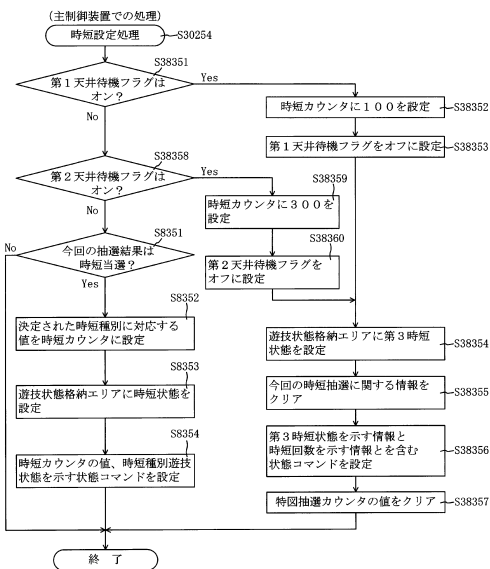 (主制御装置での処理)
時短設定処理
S30254
S38351
第1天井待機フラグは
オン?
Yes
No
時短カウンタに100を設定
S38352
第1天井待機フラグをオフに設定
S38353
S38358
第2天井待機フラグは
オン?
Yes
No
S38359
時短カウンタに300を
設定
S38360
第2天井待機フラグを
オフに設定
S8351
今回の抽選結果は
時短当選?
No
Yes
S8352
決定された時短種別に対応する
値を時短カウンタに設定
S8353
遊技状態格納エリアに時短状態を
設定
S8354
時短カウンタの値、時短種別遊技
状態を示す状態コマンドを設定
遊技状態格納エリアに第3時短
状態を設定
S38354
今回の時短抽選に関する情報を
クリア
S38355
第3時短状態を示す情報と
時短回数を示す情報とを含む
状態コマンドを設定
S38356
特図抽選カウンタの値をクリア
S38357
終了